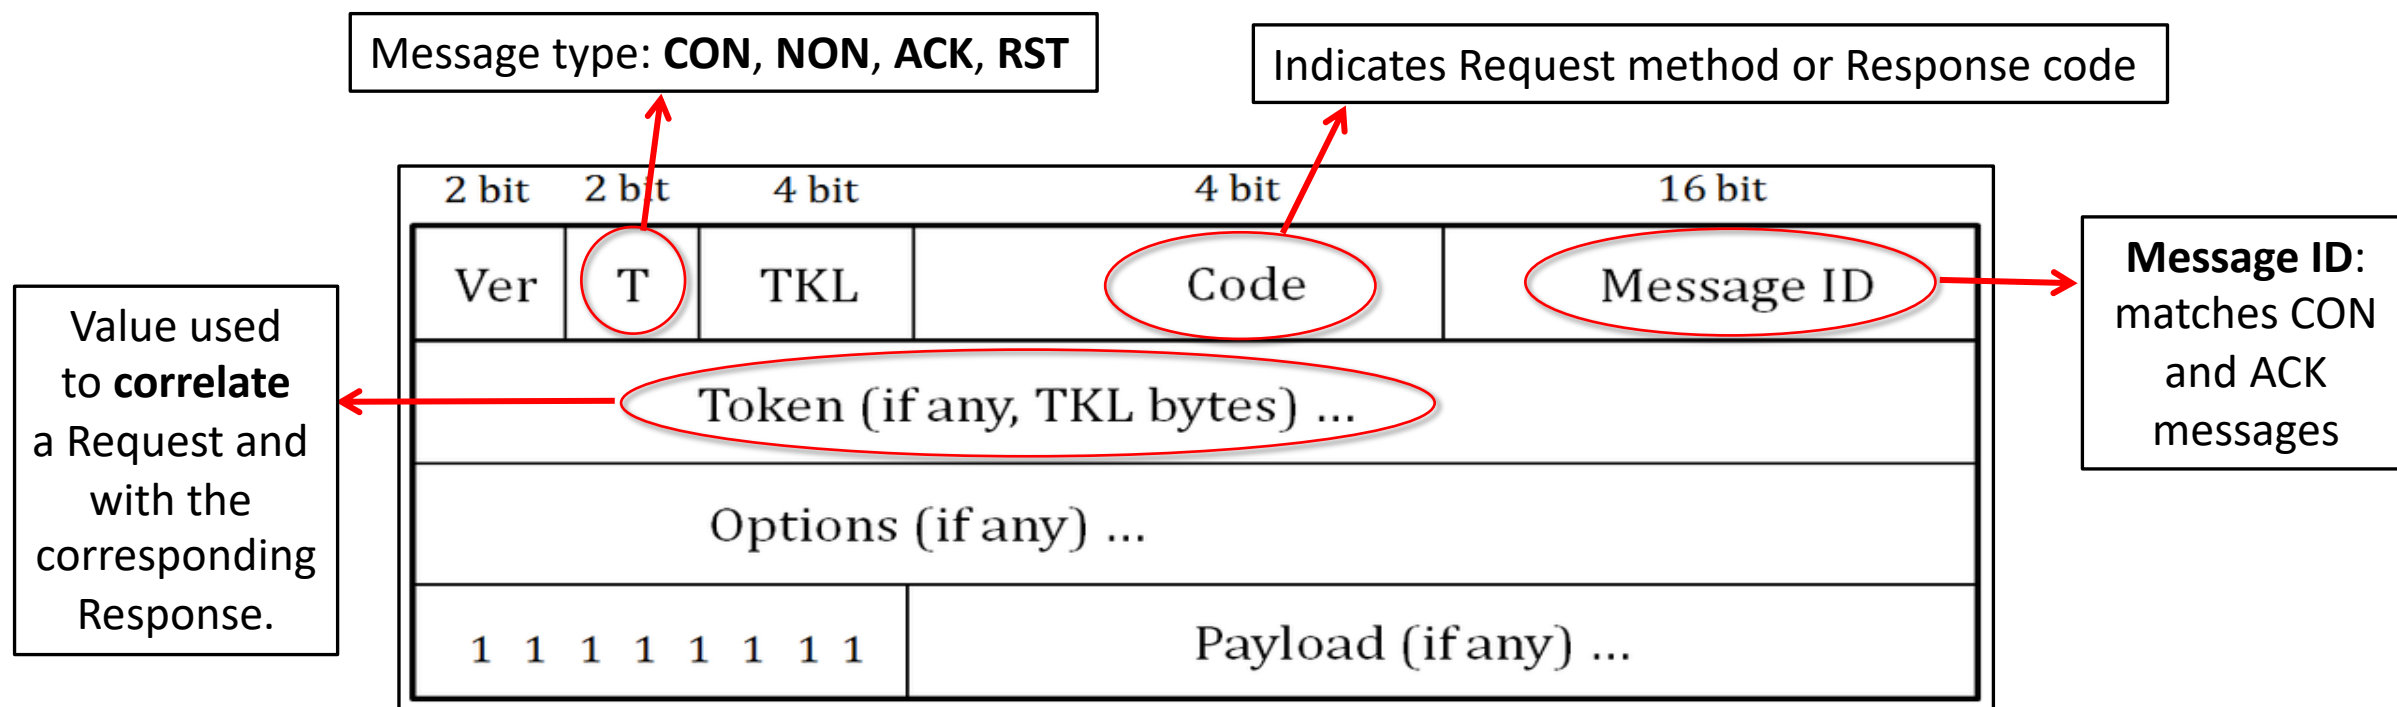 Message type: CON, NON, ACK, RST
Indicates Request method or Response code
2 bit 2 bit 4 bit 4 bit 16 bit
Ver T TKL Code Message ID
Token (if any, TKL bytes) ...
Options (if any) ...
1 1 1 1 1 1 1 1 Payload (if any) ...
Value used
to correlate
a Request and
with the
corresponding
Response.
Message ID:
matches CON
and ACK
messages